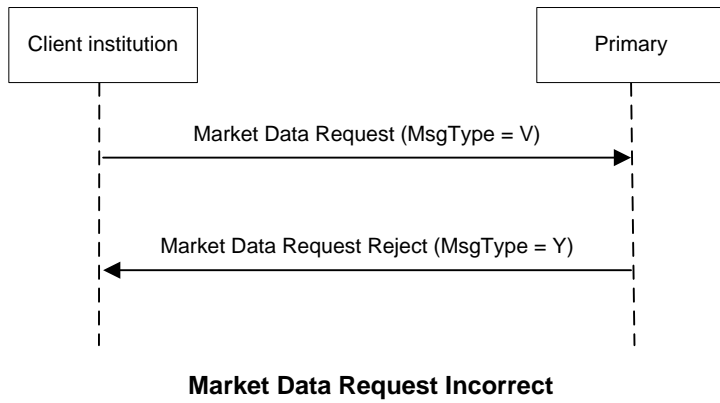 Client institution
Primary
Market Data Request (MsgType = V)
Market Data Request Reject (MsgType = Y)
Market Data Request Incorrect